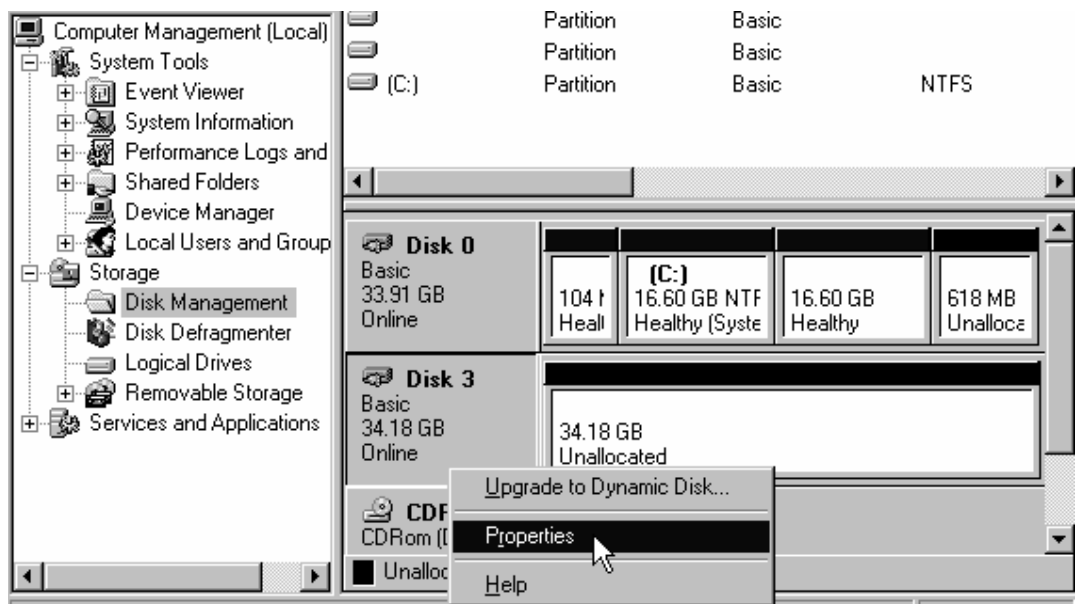 Computer Management (Local)
System Tools
Event Viewer
System Information
Performance Logs and
Shared Folders
Device Manager
Local Users and Group
Storage
Disk Management
Disk Defragmenter
Logical Drives
Removable Storage
Services and Applications
Partition Basic
Partition Basic
(C:) Partition Basic NTFS
Disk 0
Basic
33.91 GB
Online
104
Heal
(C:)
16.60 GB NTF
Healthy (Syste
16.60 GB
Healthy
618 MB
Unalloca
Disk 3
Basic
34.18 GB
Online
34.18 GB
Unallocated
CDR
CDRom (D
Unalloc
Upgrade to Dynamic Disk...
Properties
Help